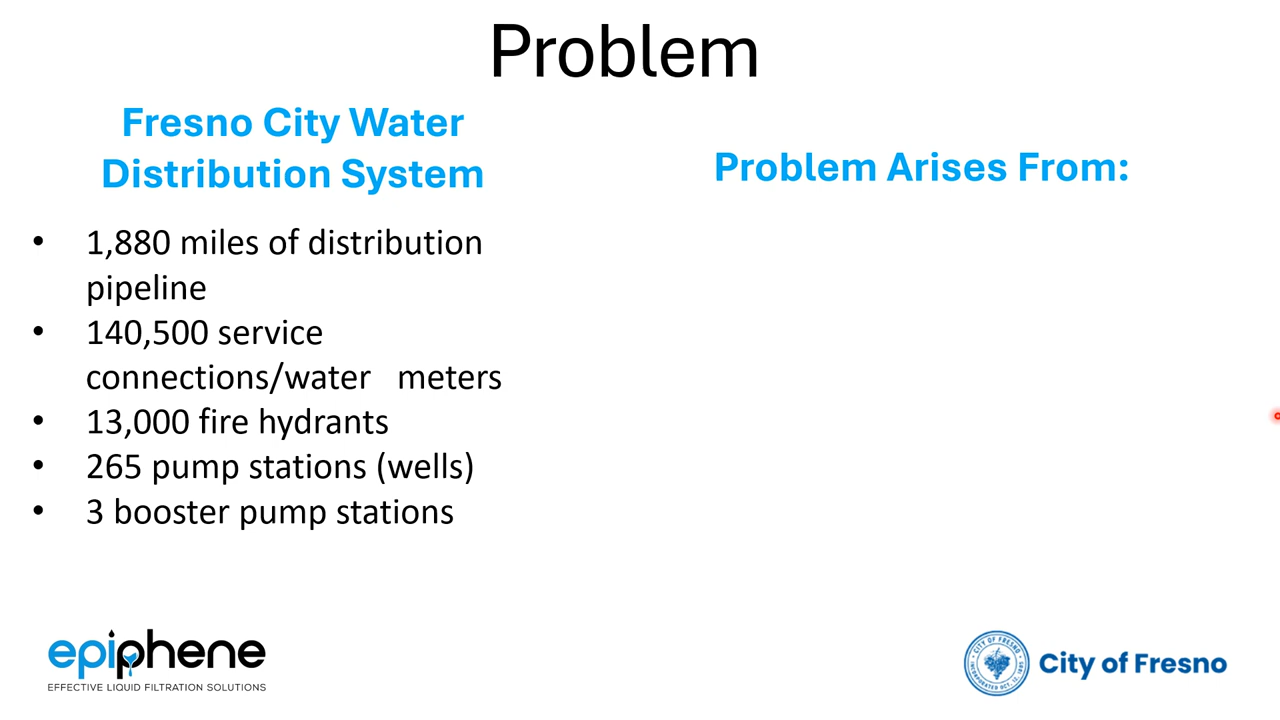 Problem
Fresno City Water
Distribution System
Problem Arises From:
• 1,880 miles of distribution
pipeline
• 140,500 service
connections/water   meters
• 13,000 fire hydrants
• 265 pump stations (wells)
• 3 booster pump stations
epiphene
EFFECTIVE LIQUID FILTRATION SOLUTIONS
City of Fresno